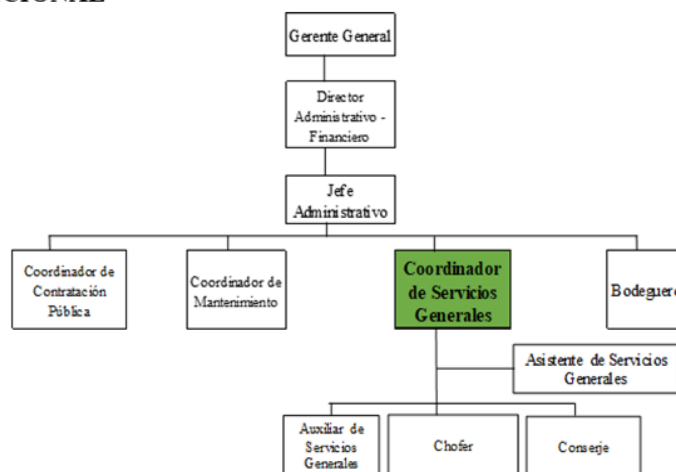 Gerente General
Director
Administrativo -
Financiero
Jefe
Administrativo
Coordinador de
Contratación
Pública
Coordinador de
Mantenimiento
Coordinador
de Servicios
Generales
Bodeguero
Asistente de Servicios
Generales
Auxiliar de
Servicios
Generales
Chofer
Conserje